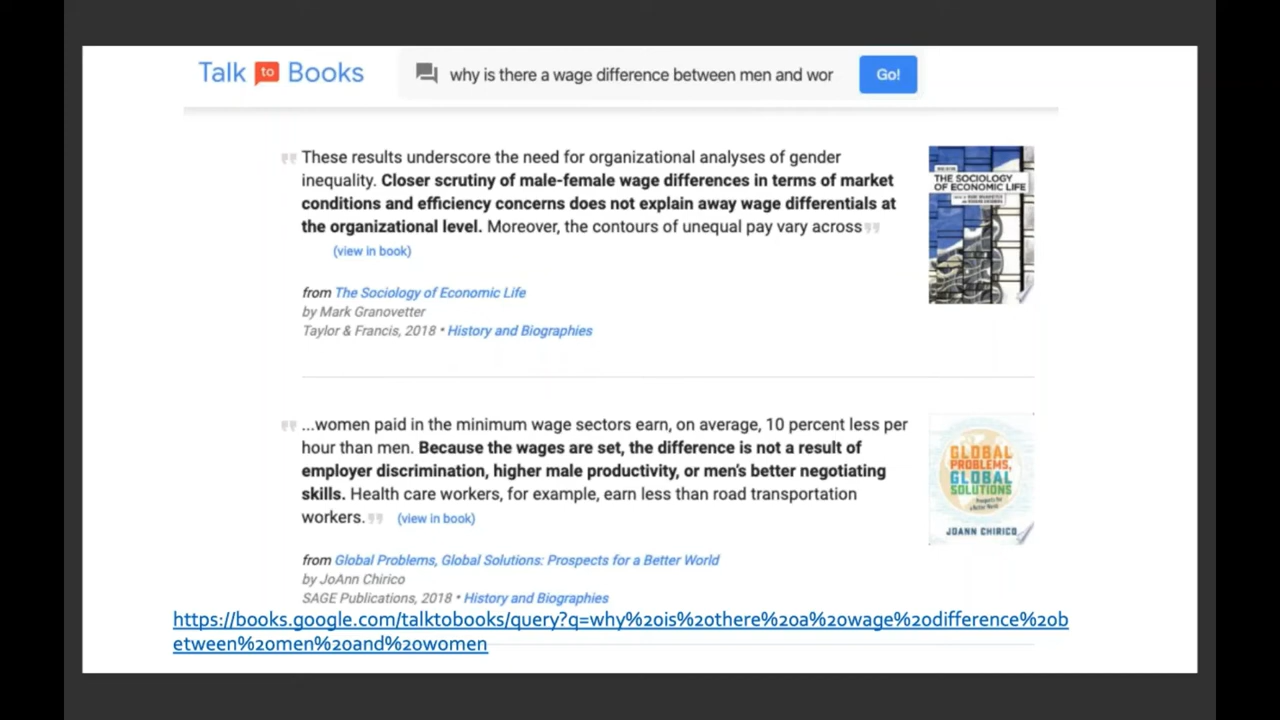 Talk to Books
why is there a wage difference between men and wor
Go!
These results underscore the need for organizational analyses of gender
inequality. Closer scrutiny of male-female wage differences in terms of market
conditions and efficiency concerns does not explain away wage differentials at
the organizational level. Moreover, the contours of unequal pay vary across
(view in book)
from The Sociology of Economic Life
by Mark Granovetter
Taylor & Francis, 2018 • History and Biographies
THE SOCIOLOGY
OF ECONOMIC LIFE
...women paid in the minimum wage sectors earn, on average, 10 percent less per
hour than men. Because the wages are set, the difference is not a result of
employer discrimination, higher male productivity, or men's better negotiating
skills. Health care workers, for example, earn less than road transportation
workers. (view in book)
from Global Problems, Global Solutions: Prospects for a Better World
by JoAnn Chirico
SAGE Publications, 2018 • History and Biographies
GLOBAL
PROBLEMS,
GLOBAL
SOLUTIONS
Prospects for
a Better World
JOANN CHIRICO
https://books.google.com/talktobooks/query?q=why%20is%20there%20a%20wage%20difference%20b
etween%20men%20and%20women